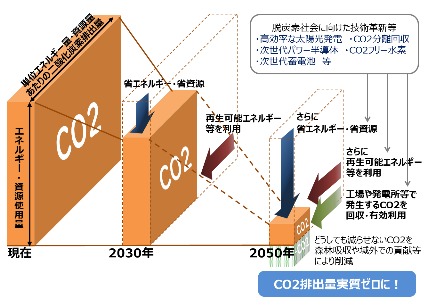 脱炭素社会に向けた技術革新等
・高効率な太陽光発電 ・CO2分離回収
・次世代パワー半導体 ・CO2フリー水素
・次世代蓄電池 等
単位エネルギー量・資源量
あたりの二酸化炭素排出量
エネルギー・資源使用量
CO2
現在
省エネルギー・省資源
再生可能エネルギー
等を利用
CO2
2030年
さらに
省エネルギー・省資源
さらに
再生可能エネルギー
等を利用
工場や発電所等で
発生するCO2を
回収・有効利用
CO2
2050年
どうしても減らせないCO2を
森林吸収や域外での貢献等
により削減
CO2排出量実質ゼロに！